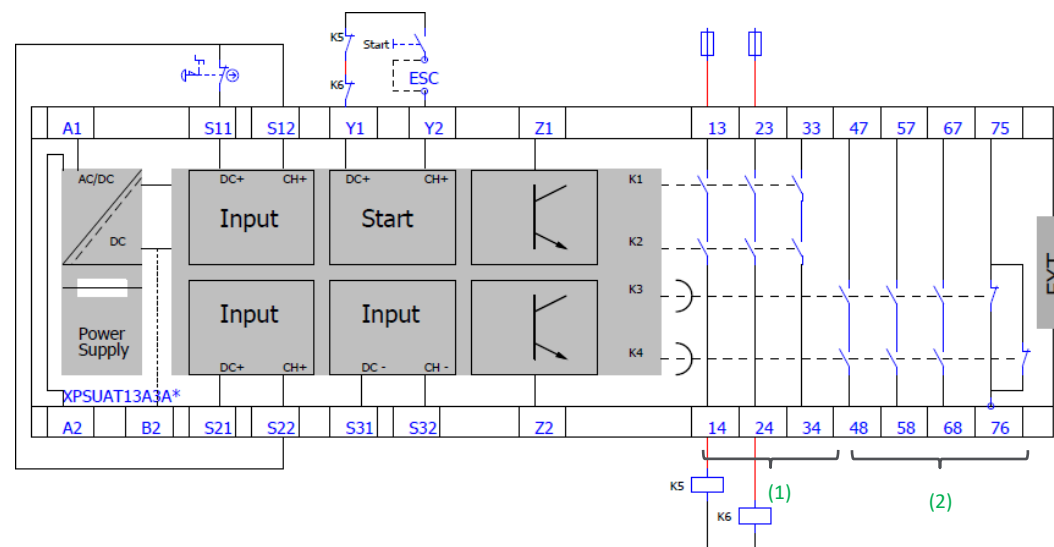 K5
Start
K6
ESC
A1 S11 S12 Y1 Y2 Z1 13 23 33 47 57 67 75
AC/DC
DC
DC+ CH+
Input
DC+ CH+
Start
K1
K2
K3
K4
Input
DC+ CH+
Input
DC - CH -
Power
Supply
XPSUAT13A3A*
EXT
A2 B2 S21 S22 S31 S32 Z2 14 24 34 48 58 68 76
K5
K6
(1)
(2)